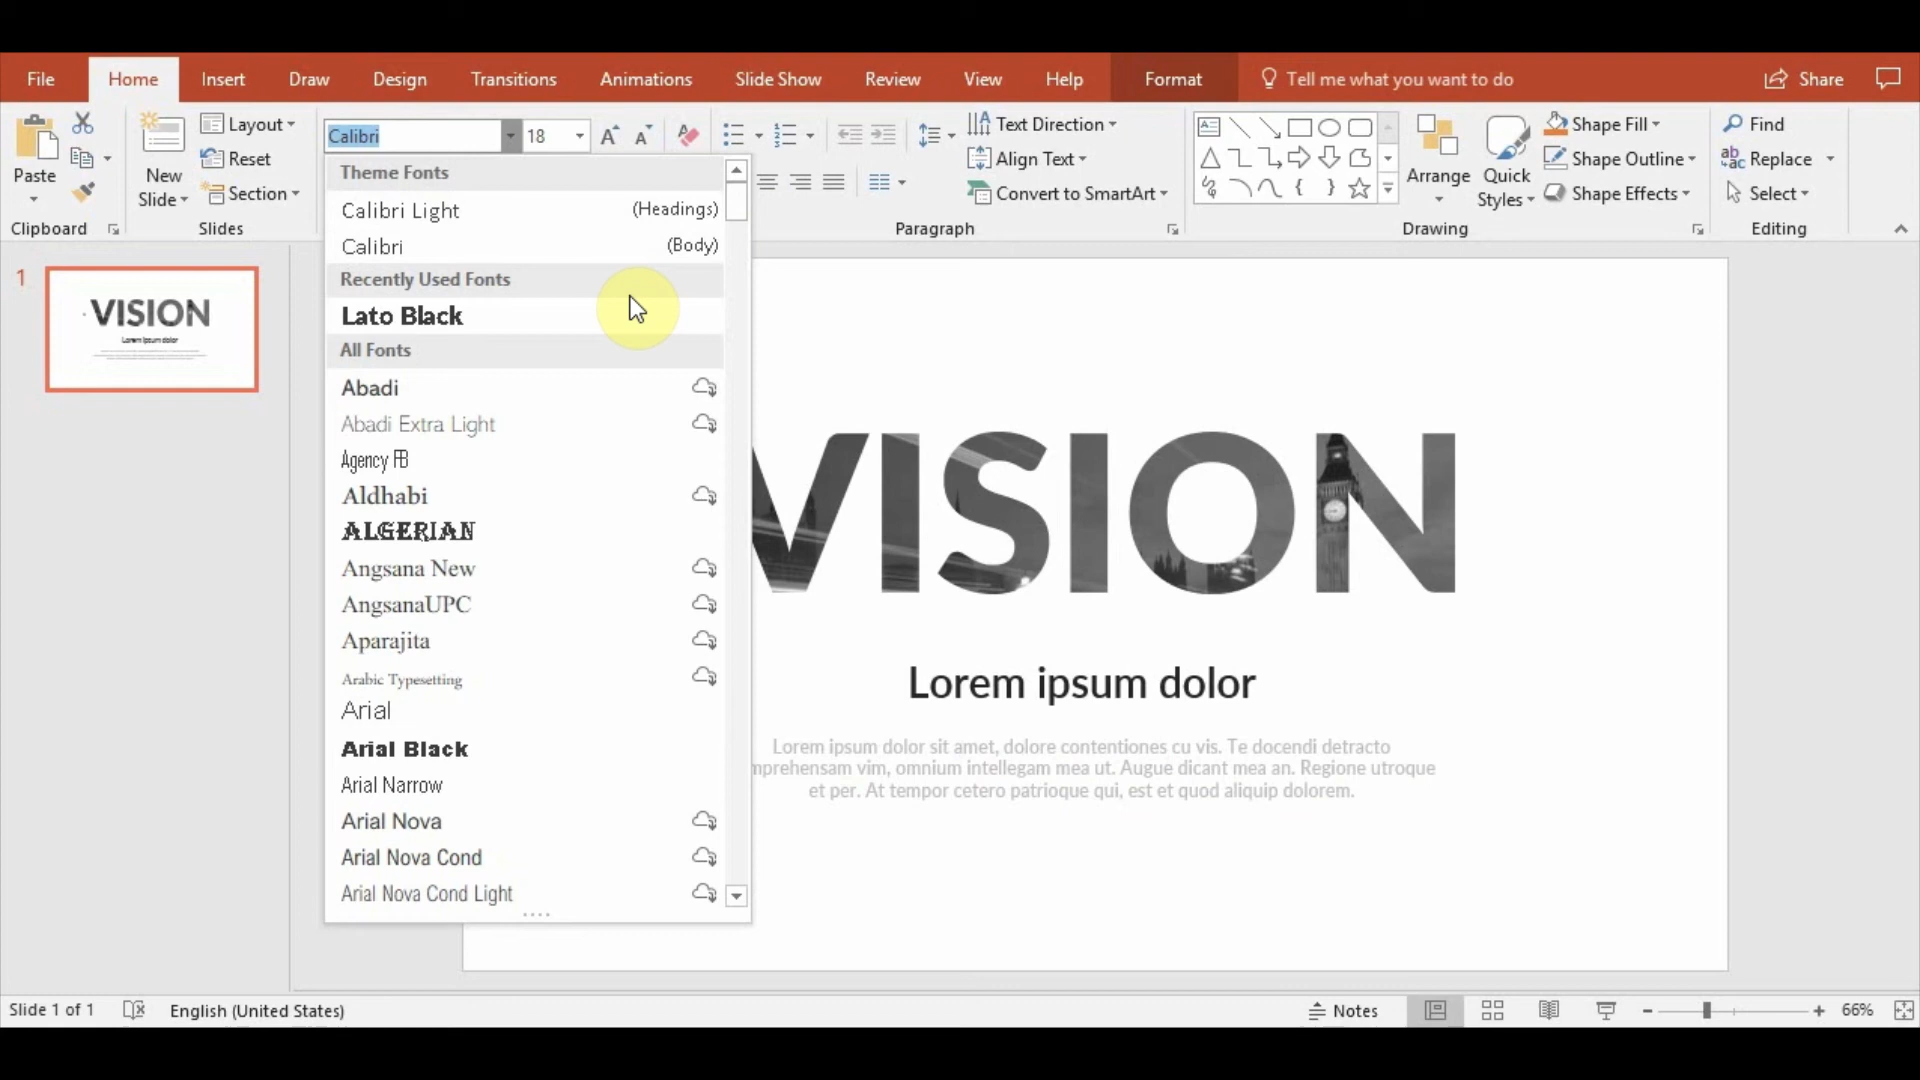 File Home Insert Draw Design Transitions Animations Slide Show Review View Help Format Tell me what you want to do Share
Paste
Clipboard
New
Slide
Layout
Reset
Section
Slides
Calibri 18
Text Direction
Align Text
Convert to SmartArt
Paragraph
Arrange
Quick
Styles
Shape Fill
Shape Outline
Shape Effects
Drawing
Find
Replace
Select
Editing
Theme Fonts
Calibri Light (Headings)
Calibri (Body)
Recently Used Fonts
Lato Black
All Fonts
Abadi
Abadi Extra Light
Agency FB
Aldhabi
ALGERIAN
Angsana New
AngsanaUPC
Aparajita
Arabic Typesetting
Arial
Arial Black
Arial Narrow
Arial Nova
Arial Nova Cond
Arial Nova Cond Light
1
VISION
Lorem ipsum dolor
VISION
Lorem ipsum dolor
Lorem ipsum dolor sit amet, dolore contentiones cu vis. Te docendi detracto
mprehensam vim, omnium intellegam mea ut. Augue dicant mea an. Regione utroque
et per. At tempor cetero patrioque qui, est et quod aliquip dolorem.
Slide 1 of 1 English (United States) Notes 66%